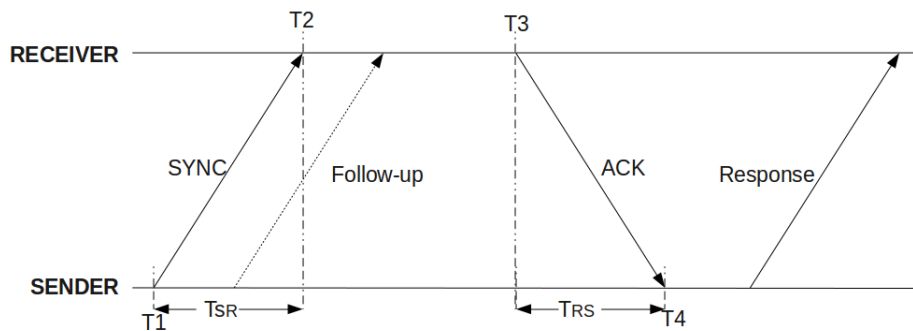 T2
T3
RECEIVER
SYNC
Follow-up
ACK
Response
SENDER
T1
TSR
TRS
T4